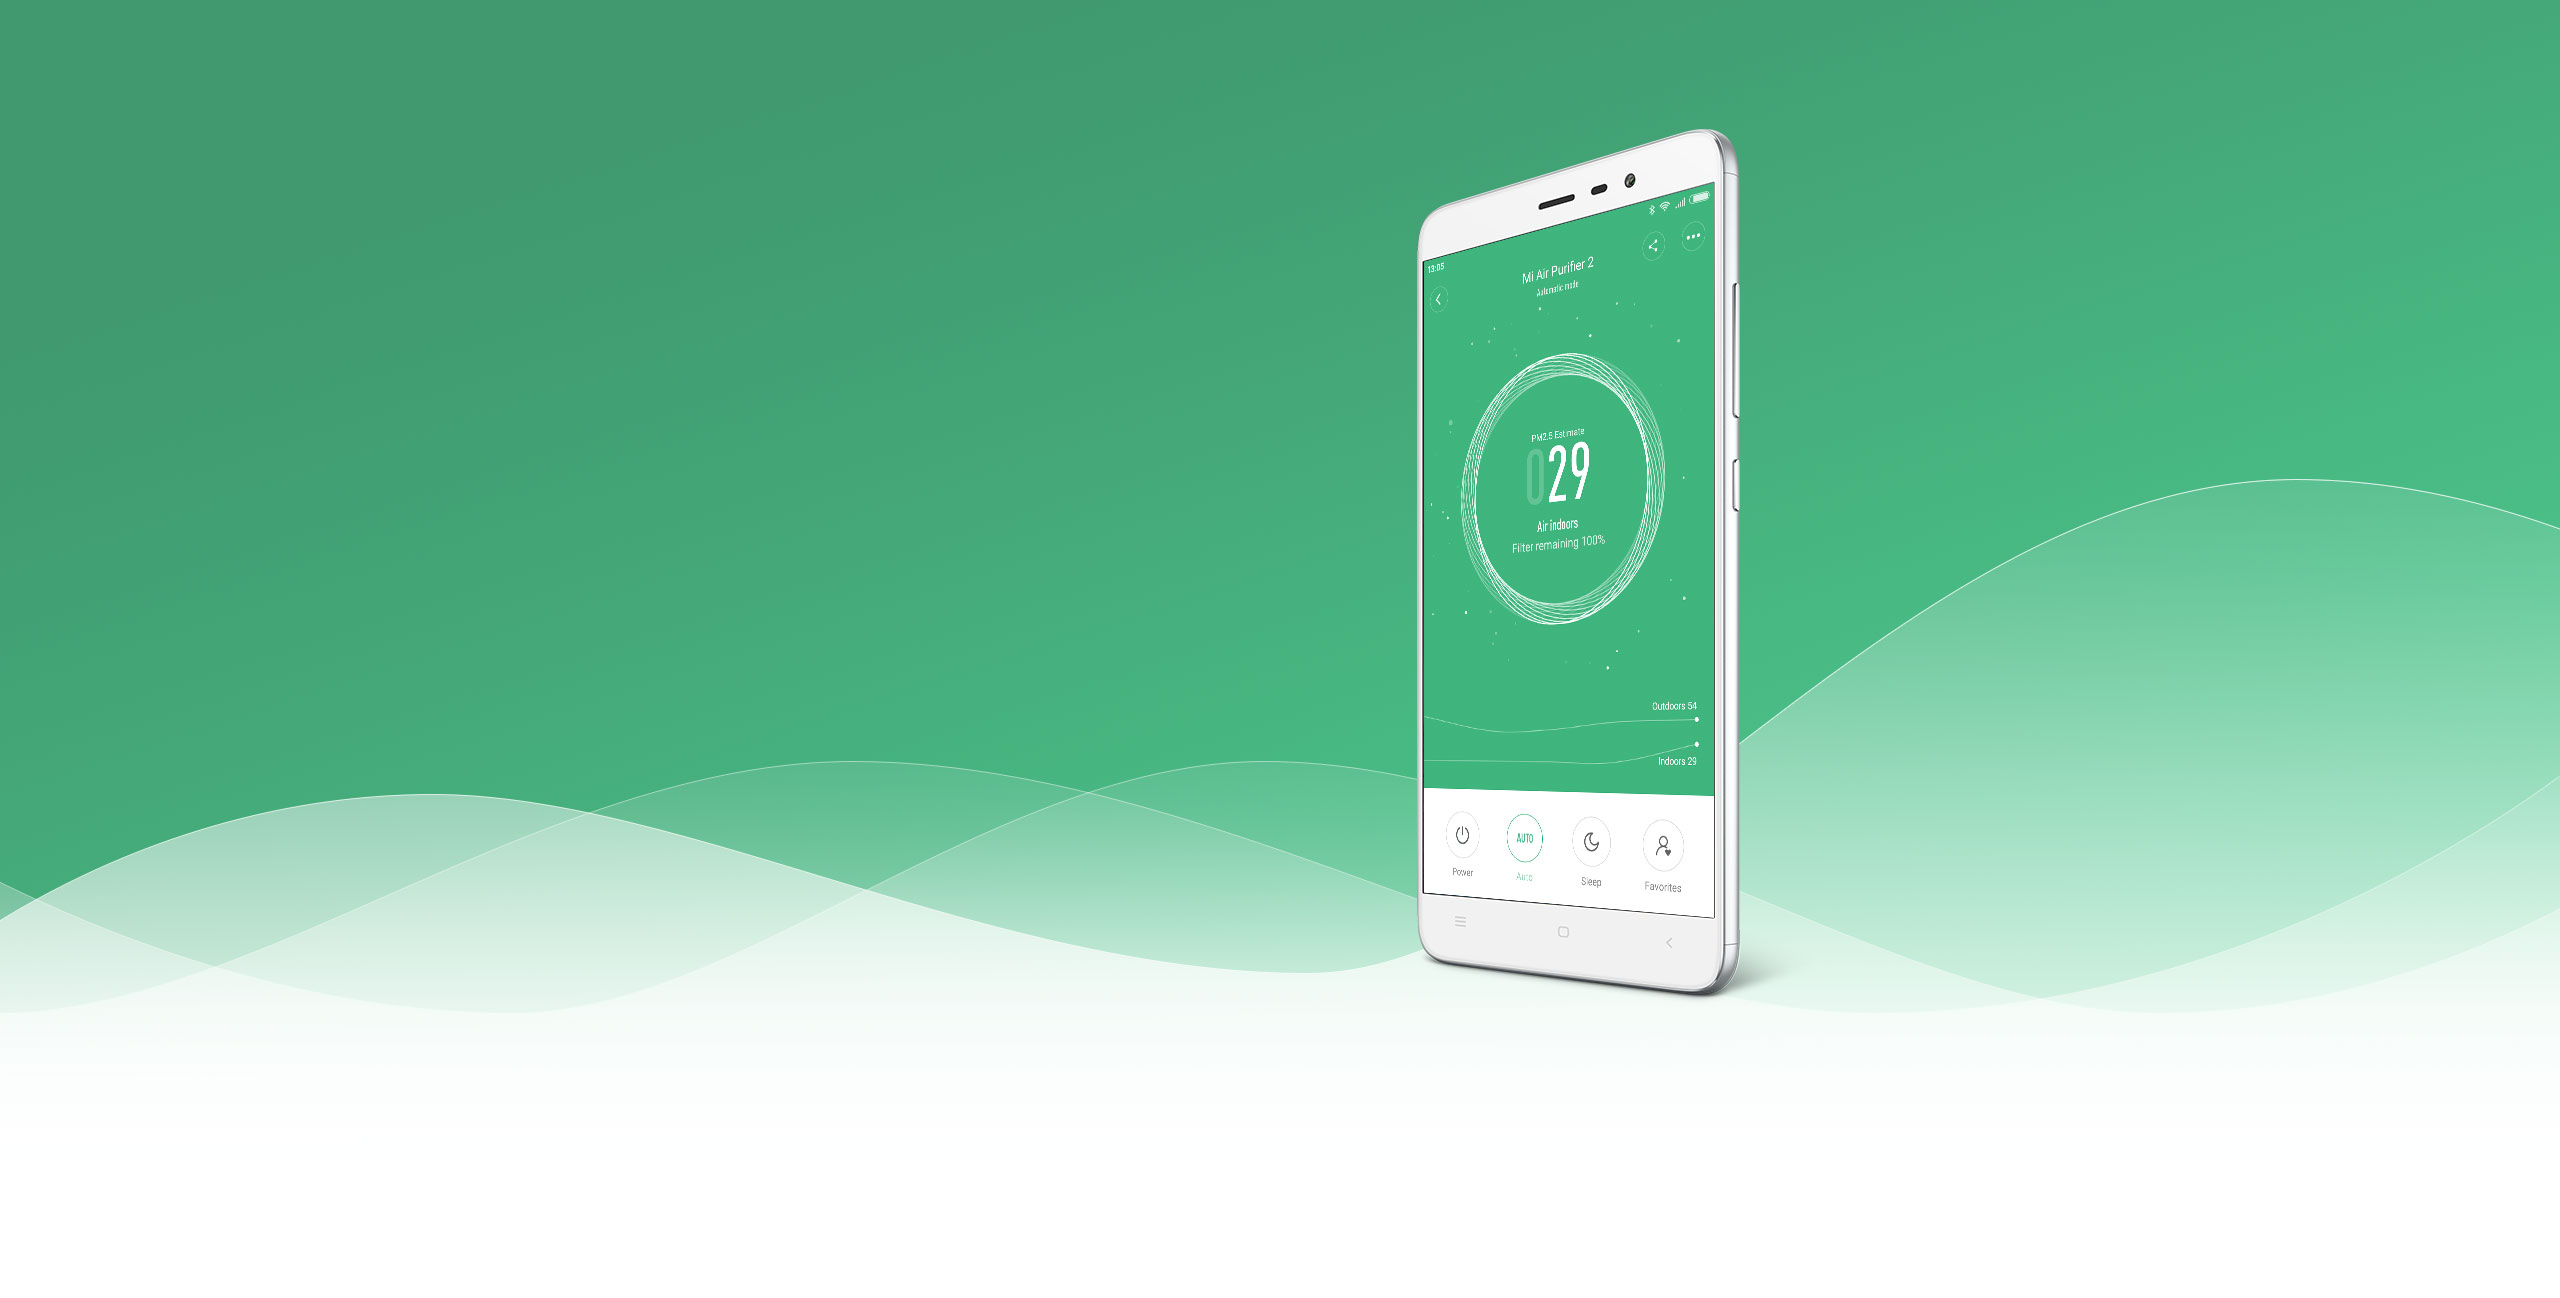 13:05
Mi Air Purifier 2
Automatic mode
PM2.5 Estimate
029
Air indoors
Filter remaining 100%
Outdoors 54
Indoors 29
AUTO
Power
Auto
Sleep
Favorites